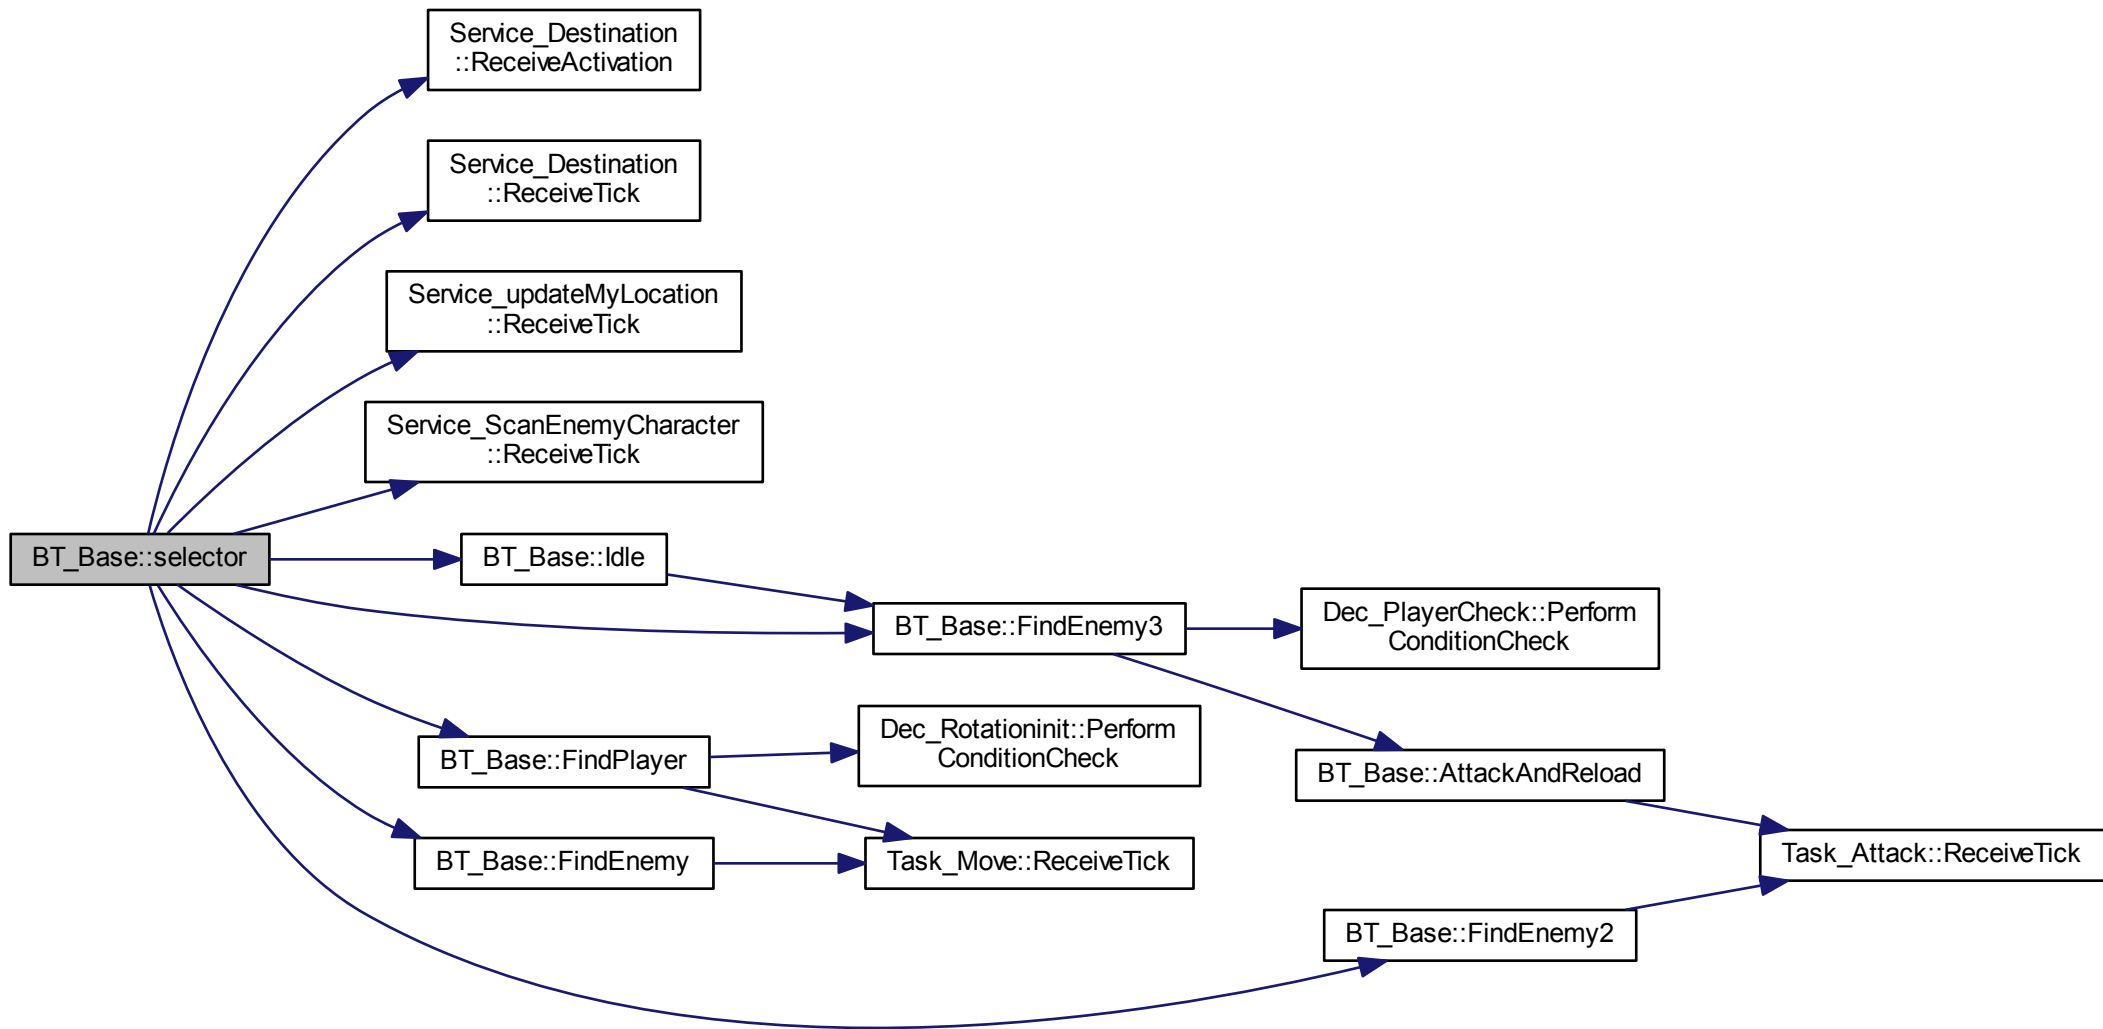 Service_Destination
::ReceiveActivation
Service_Destination
::ReceiveTick
Service_updateMyLocation
::ReceiveTick
Service_ScanEnemyCharacter
::ReceiveTick
BT_Base::selector
BT_Base::Idle
BT_Base::FindEnemy3
Dec_PlayerCheck::Perform
ConditionCheck
BT_Base::FindPlayer
Dec_Rotationinit::Perform
ConditionCheck
BT_Base::AttackAndReload
BT_Base::FindEnemy
Task_Move::ReceiveTick
Task_Attack::ReceiveTick
BT_Base::FindEnemy2